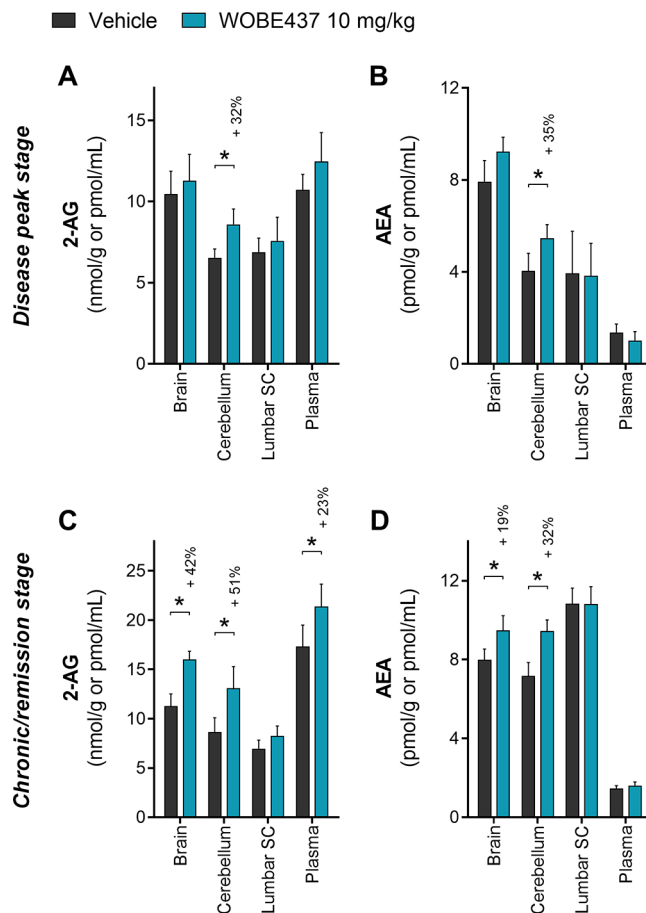 Vehicle WOBE437 10 mg/kg
A
Disease peak stage
2-AG
(nmol/g or pmol/mL)
15
10
5
0
* + 32%
Brain
Cerebellum
Lumbar SC
Plasma
B
AEA
(pmol/g or pmol/mL)
12
8
4
0
* + 35%
Brain
Cerebellum
Lumbar SC
Plasma
C
Chronic/remission stage
2-AG
(nmol/g or pmol/mL)
25
20
15
10
5
0
* + 42%
* + 51%
* + 23%
Brain
Cerebellum
Lumbar SC
Plasma
D
AEA
(pmol/g or pmol/mL)
12
8
4
0
* + 19%
* + 32%
Brain
Cerebellum
Lumbar SC
Plasma